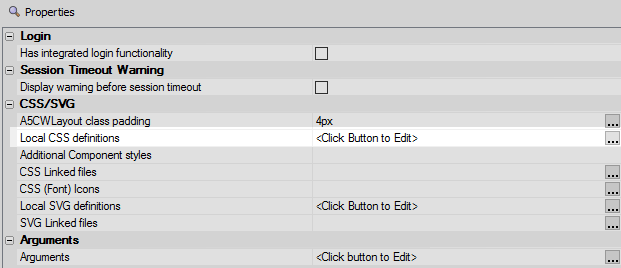 Properties
Login
Has integrated login functionality
Session Timeout Warning
Display warning before session timeout
CSS/SVG
A5CWLayout class padding 4px ...
Local CSS definitions <Click Button to Edit> ...
Additional Component styles
CSS Linked files ...
CSS (Font) Icons ...
Local SVG definitions <Click Button to Edit> ...
SVG Linked files ...
Arguments
Arguments <Click button to Edit> ...